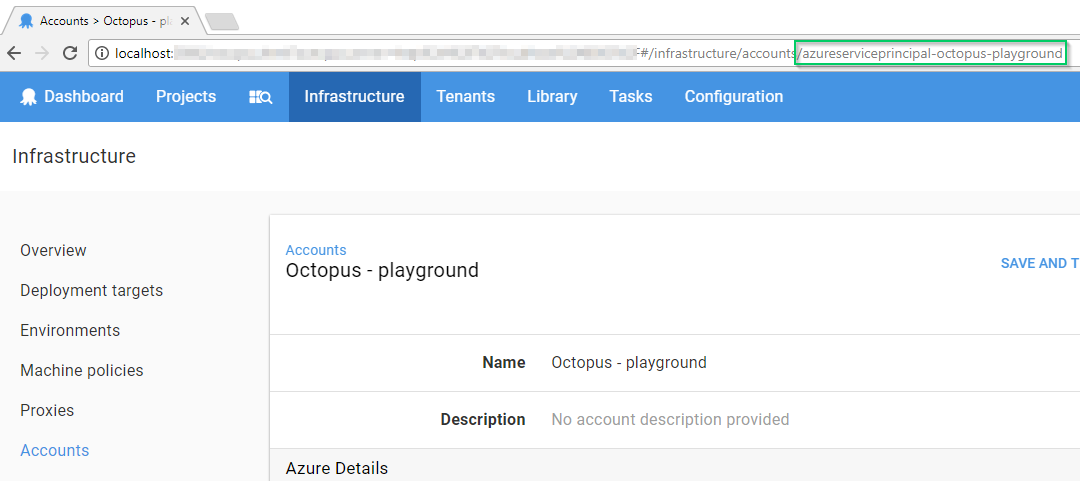 Accounts > Octopus - pl
localhost: F#/infrastructure/accounts/azureserviceprincipal-octopus-playground
Dashboard Projects Infrastructure Tenants Library Tasks Configuration
Infrastructure
Overview
Deployment targets
Environments
Machine policies
Proxies
Accounts
Accounts
Octopus - playground
SAVE AND T
Name Octopus - playground
Description No account description provided
Azure Details